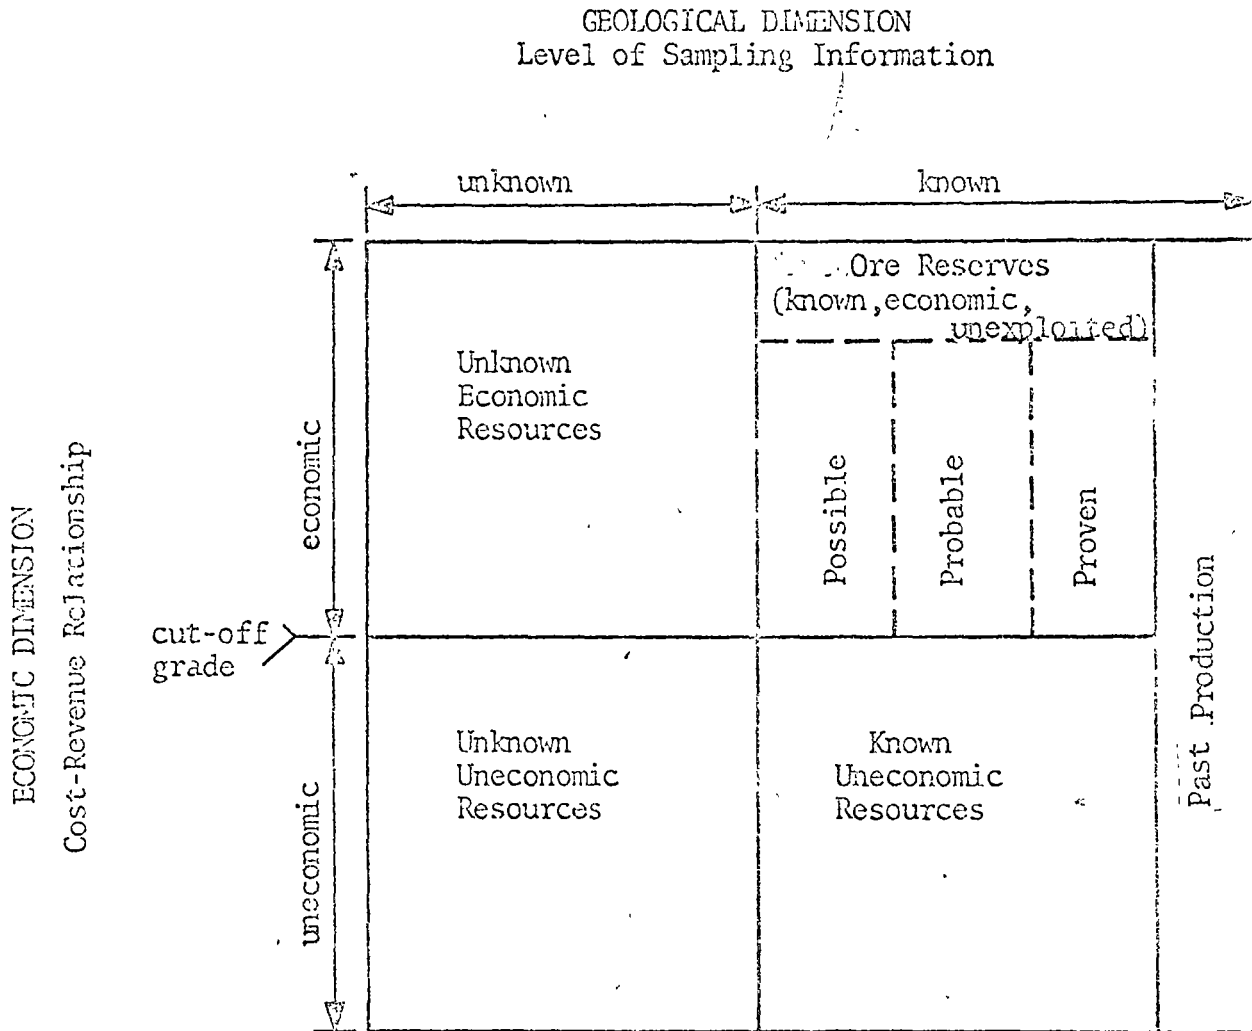 GEOLOGICAL DIMENSION
Level of Sampling Information
unknown
known
Ore Reserves
(known,economic,
unexploited)
Unknown
Economic
Resources
economic
Possible
Probable
Proven
ECONOMIC DIMENSION
Cost-Revenue Relationship
cut-off
grade
Unknown
Uneconomic
Resources
Known
Uneconomic
Resources
uneconomic
Past Production